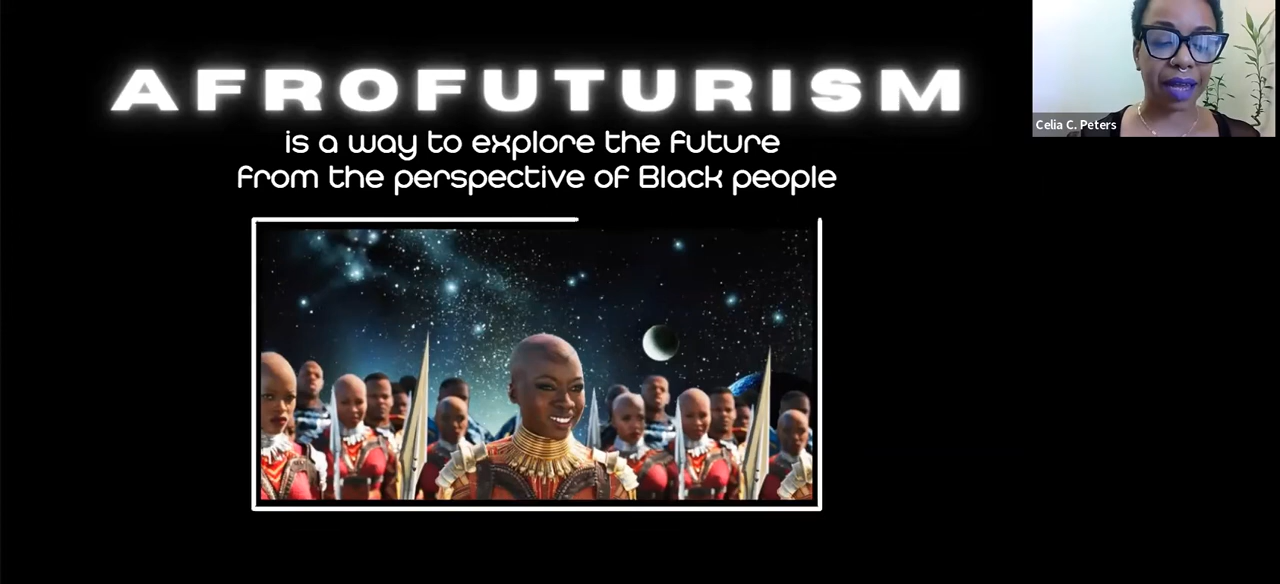 AFROFUTURISM
is a way to explore the future
from the perspective of Black people
Celia C. Peters